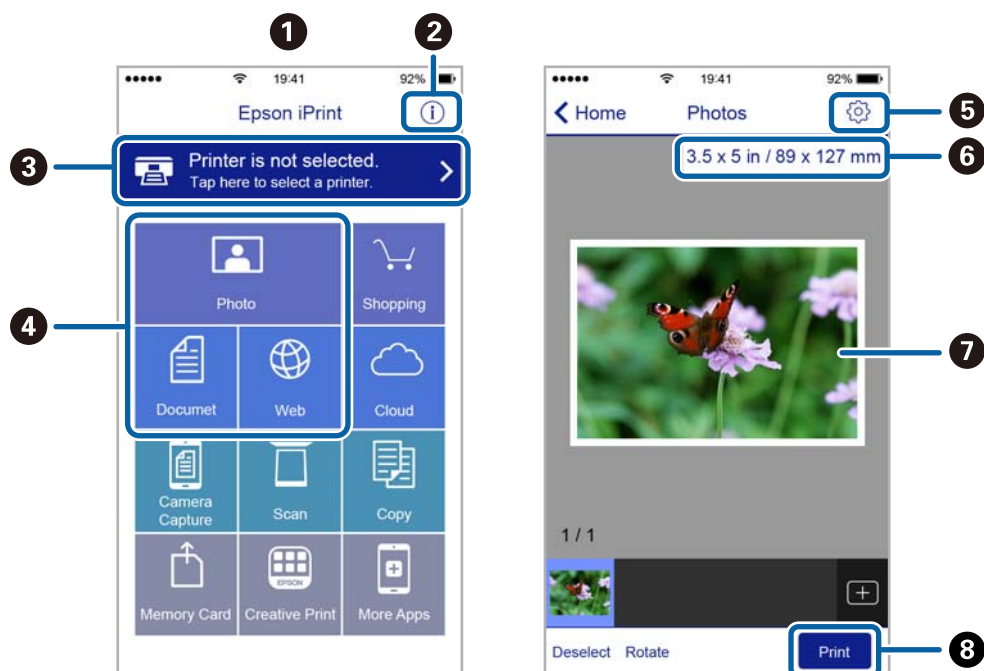 1
2
19:41 92%
Epson iPrint
3
Printer is not selected.
Tap here to select a printer.
4
Photo
Shopping
Documet
Web
Cloud
Camera
Capture
Scan
Copy
EPSON
Memory Card
Creative Print
More Apps
19:41 92%
Home
Photos
5
3.5 x 5 in / 89 x 127 mm
6
7
1 / 1
Deselect Rotate
Print
8